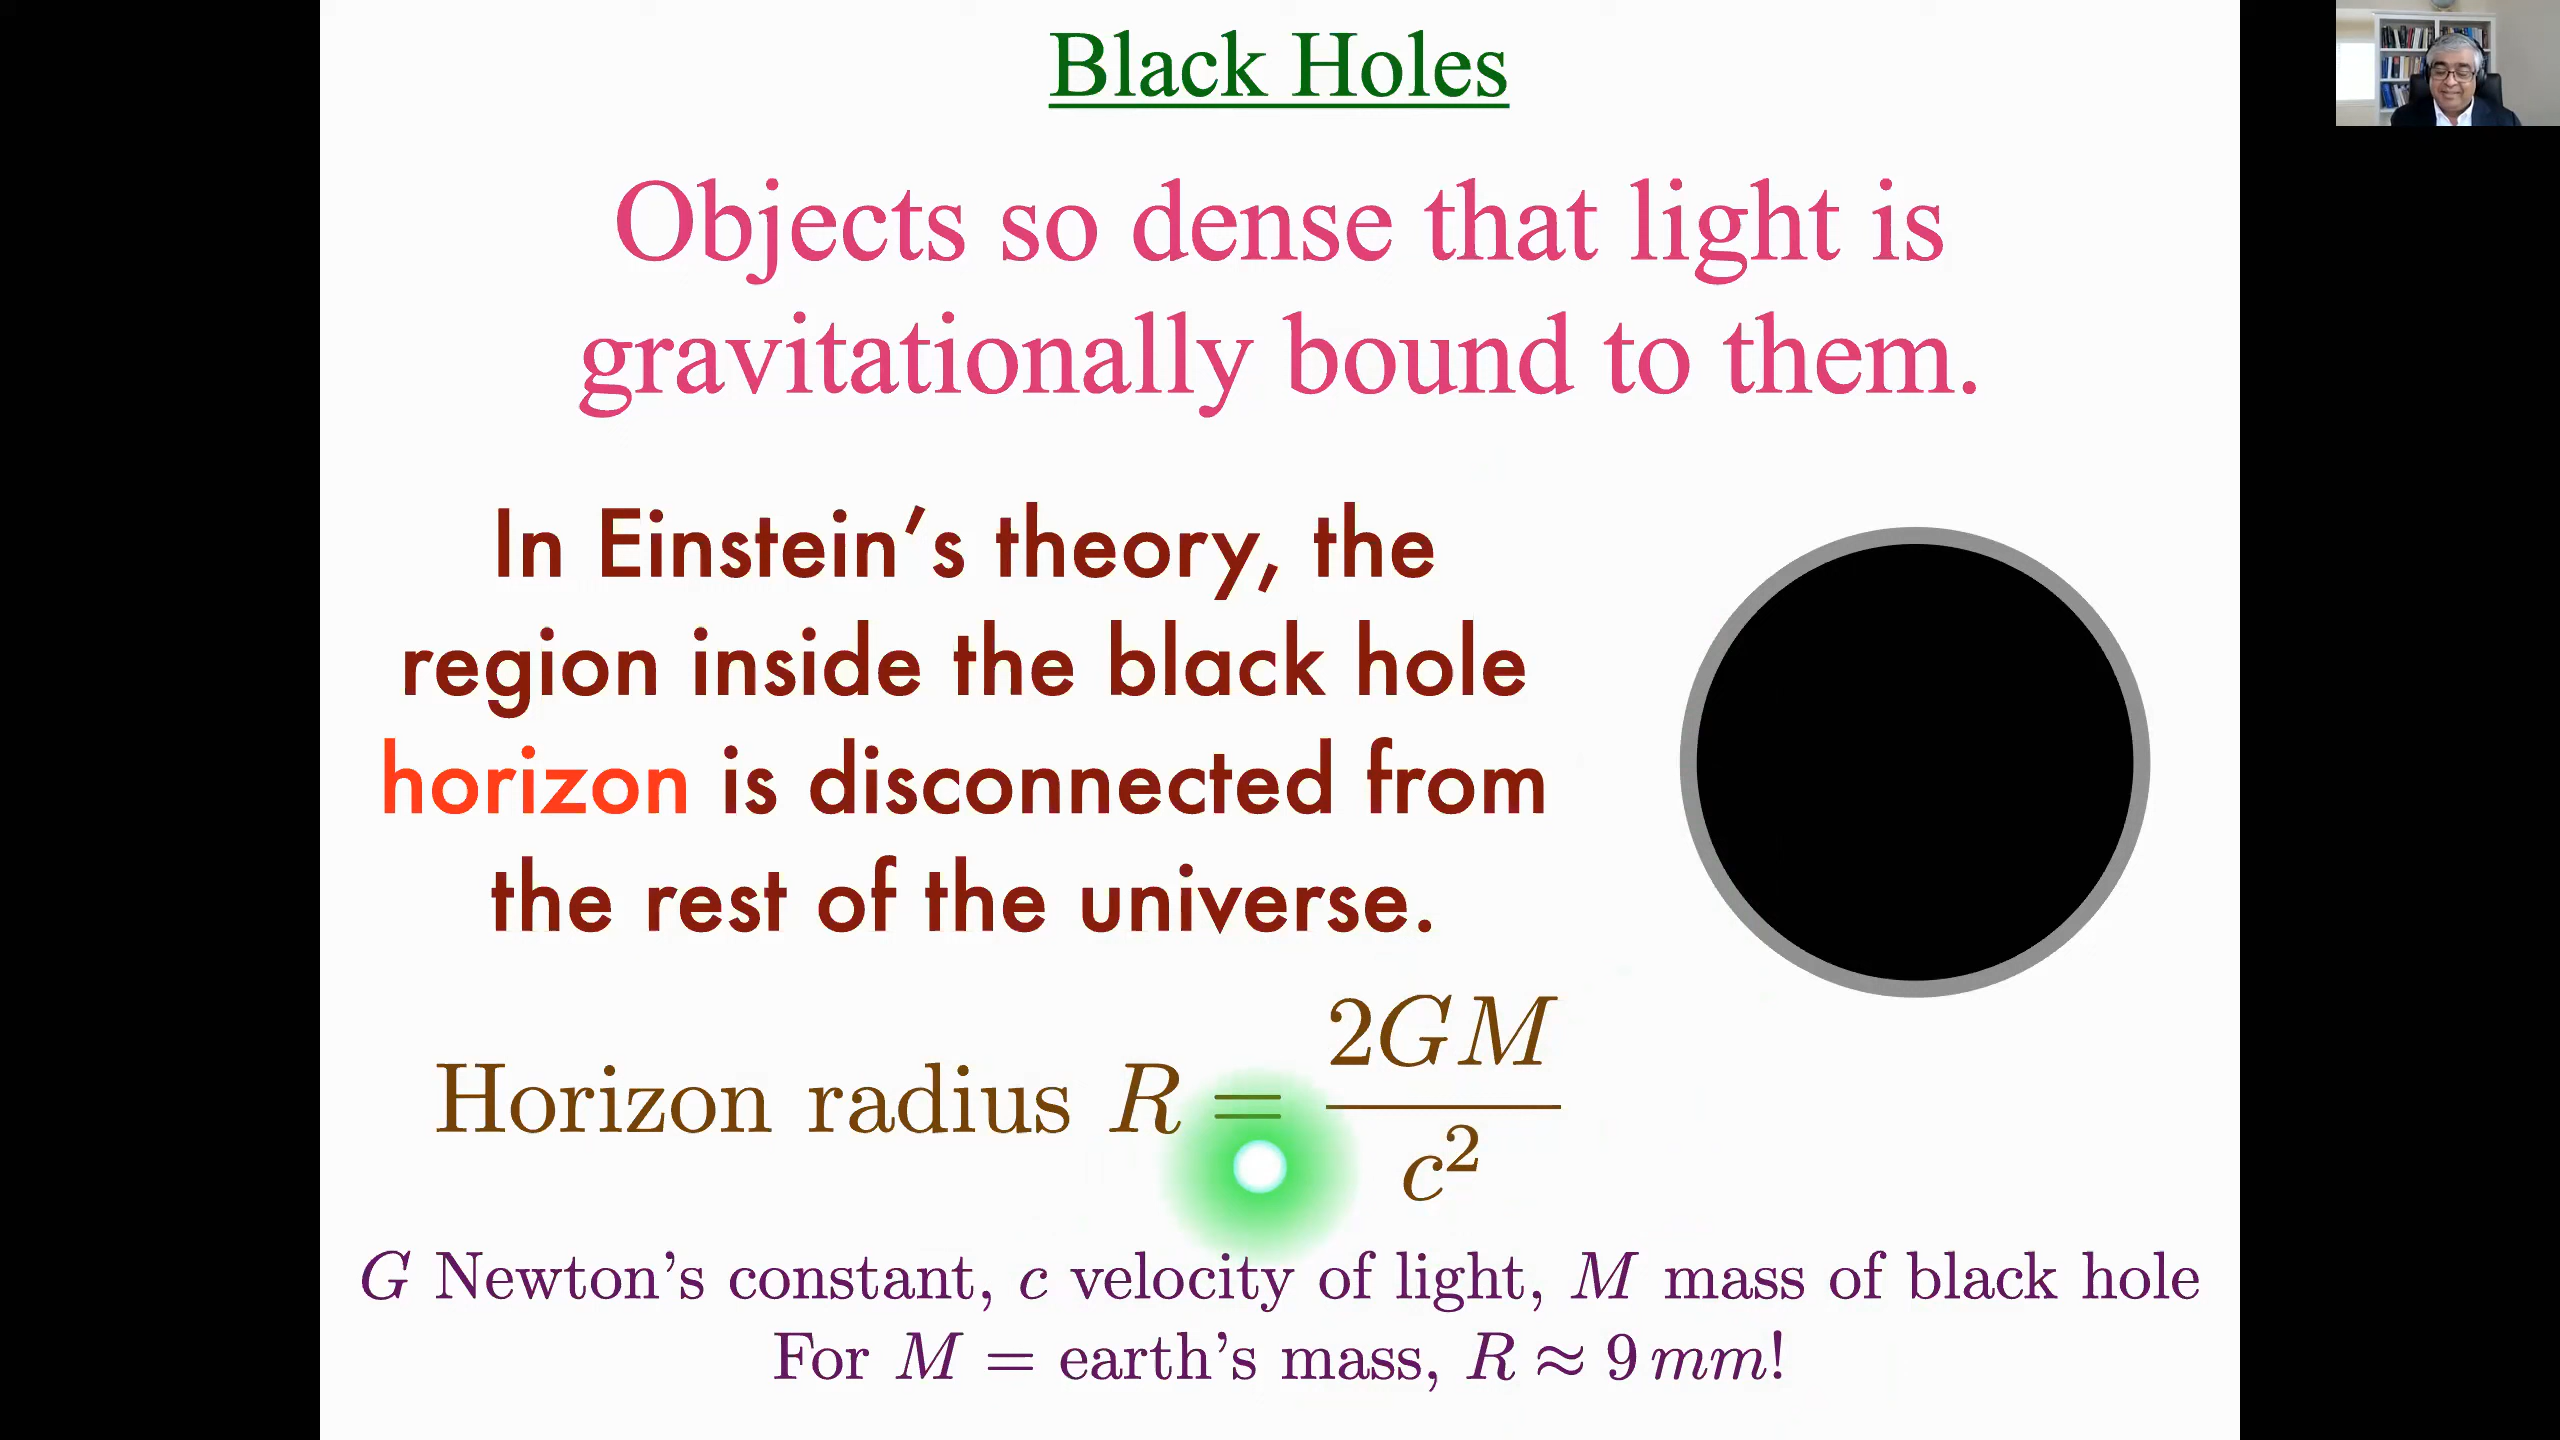 Black Holes
Objects so dense that light is
gravitationally bound to them.
In Einstein’s theory, the
region inside the black hole
horizon is disconnected from
the rest of the universe.
Horizon radius R = 2GM/c²
G Newton’s constant, c velocity of light, M mass of black hole
For M = earth’s mass, R ≈ 9 mm!